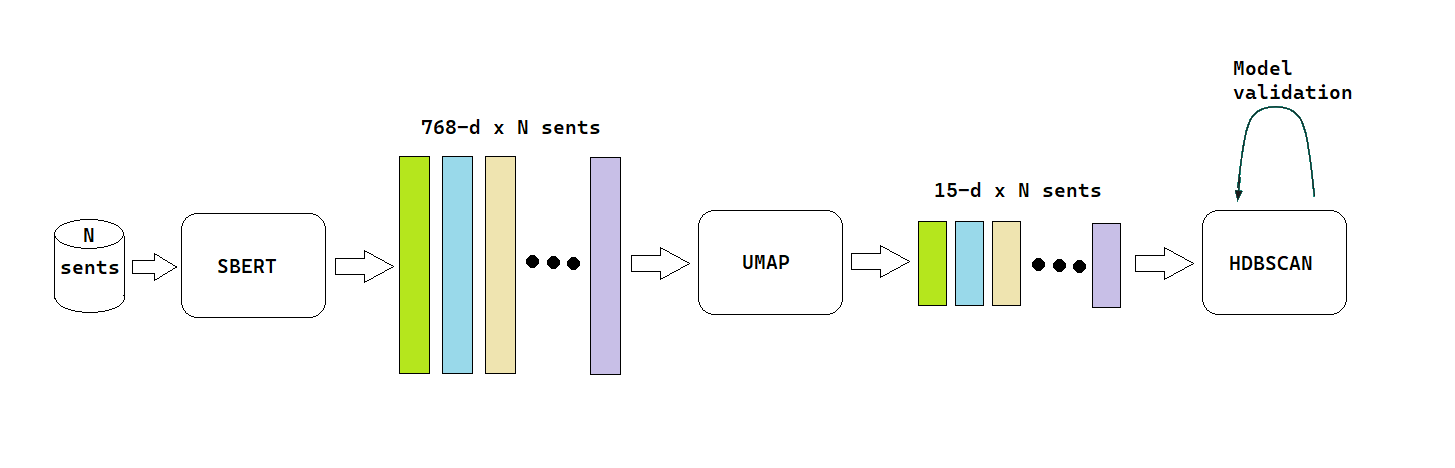 N
sents
SBERT
768-d x N sents
UMAP
15-d x N sents
Model
validation
HDBSCAN